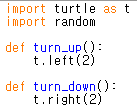 import turtle as t
import random

def turn_up():
    t.left(2)

def turn_down():
    t.right(2)